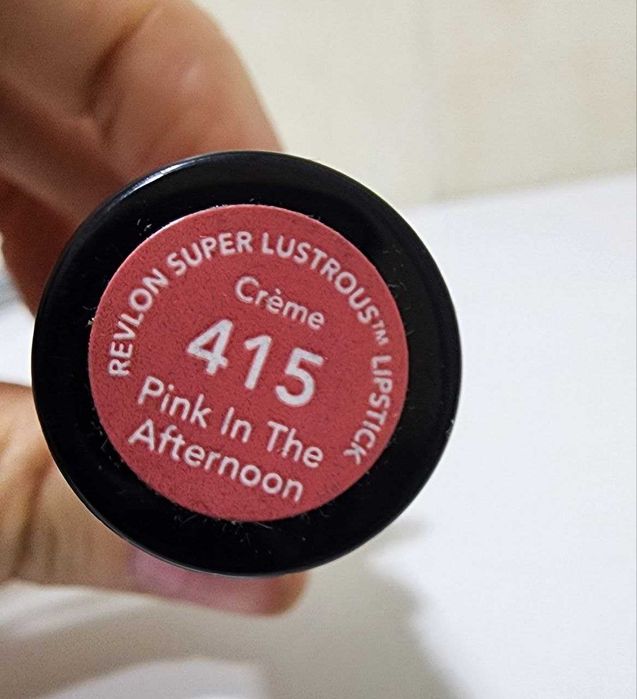 REVLON SUPER LUSTROUS™ LIPSTICK
Crème
415
Pink In The
Afternoon